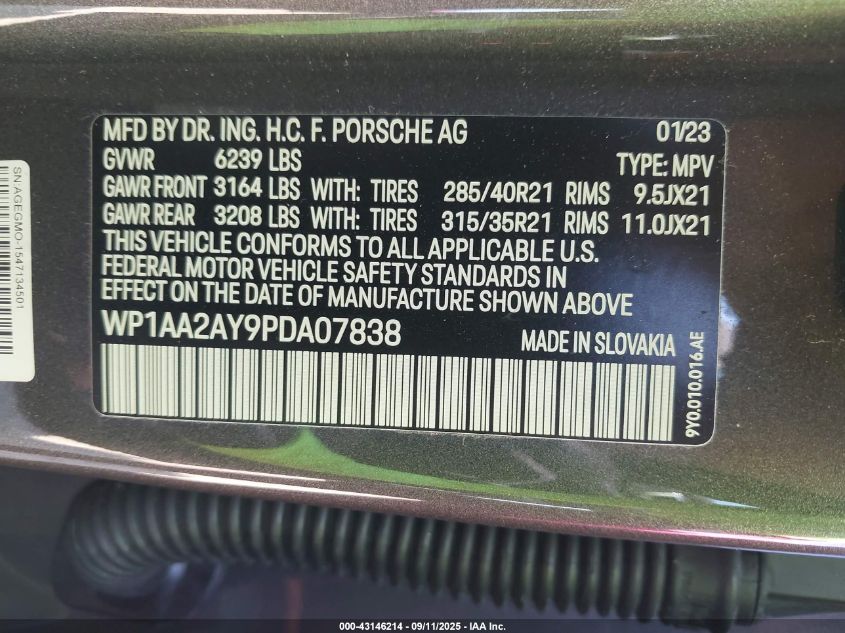 MFD BY DR. ING. H.C. F. PORSCHE AG 01/23
GVWR 6239 LBS TYPE: MPV
GAWR FRONT 3164 LBS WITH: TIRES 285/40R21 RIMS 9.5JX21
GAWR REAR 3208 LBS WITH: TIRES 315/35R21 RIMS 11.0JX21
THIS VEHICLE CONFORMS TO ALL APPLICABLE U.S.
FEDERAL MOTOR VEHICLE SAFETY STANDARDS IN
EFFECT ON THE DATE OF MANUFACTURE SHOWN ABOVE
WP1AA2AY9PDA07838 MADE IN SLOVAKIA
9Y0.010.016.AE
SN:AGEGMO-1547134501
000-43146214 - 09/11/2025 - IAA Inc.